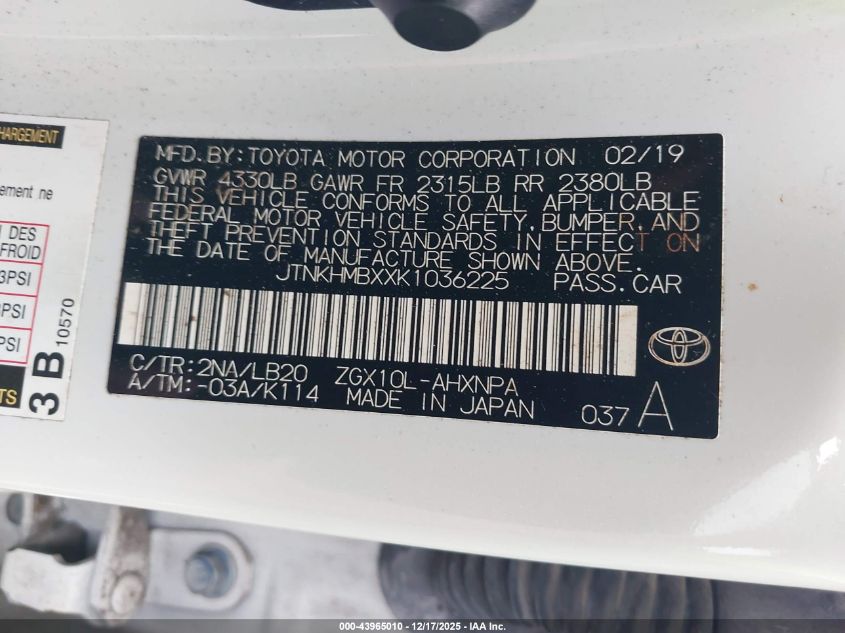 MFD.BY:TOYOTA MOTOR CORPORATION 02/19
GVWR 4330LB GAWR FR 2315LB RR 2380LB
THIS VEHICLE CONFORMS TO ALL APPLICABLE
FEDERAL MOTOR VEHICLE SAFETY,BUMPER,AND
THEFT PREVENTION STANDARDS IN EFFECT ON
THE DATE OF MANUFACTURE SHOWN ABOVE.
JTNKHMBXXK1036225 PASS.CAR
C/TR:2NA/LB20 ZGX10L-AHXNPA
A/TM:-03A/K114 MADE IN JAPAN 037 A
CHARGEMENT
ement ne
DES
FROID
3PSI
PSI
PSI
TS
3B
10570
000-43965010 - 12/17/2025 - IAA Inc.